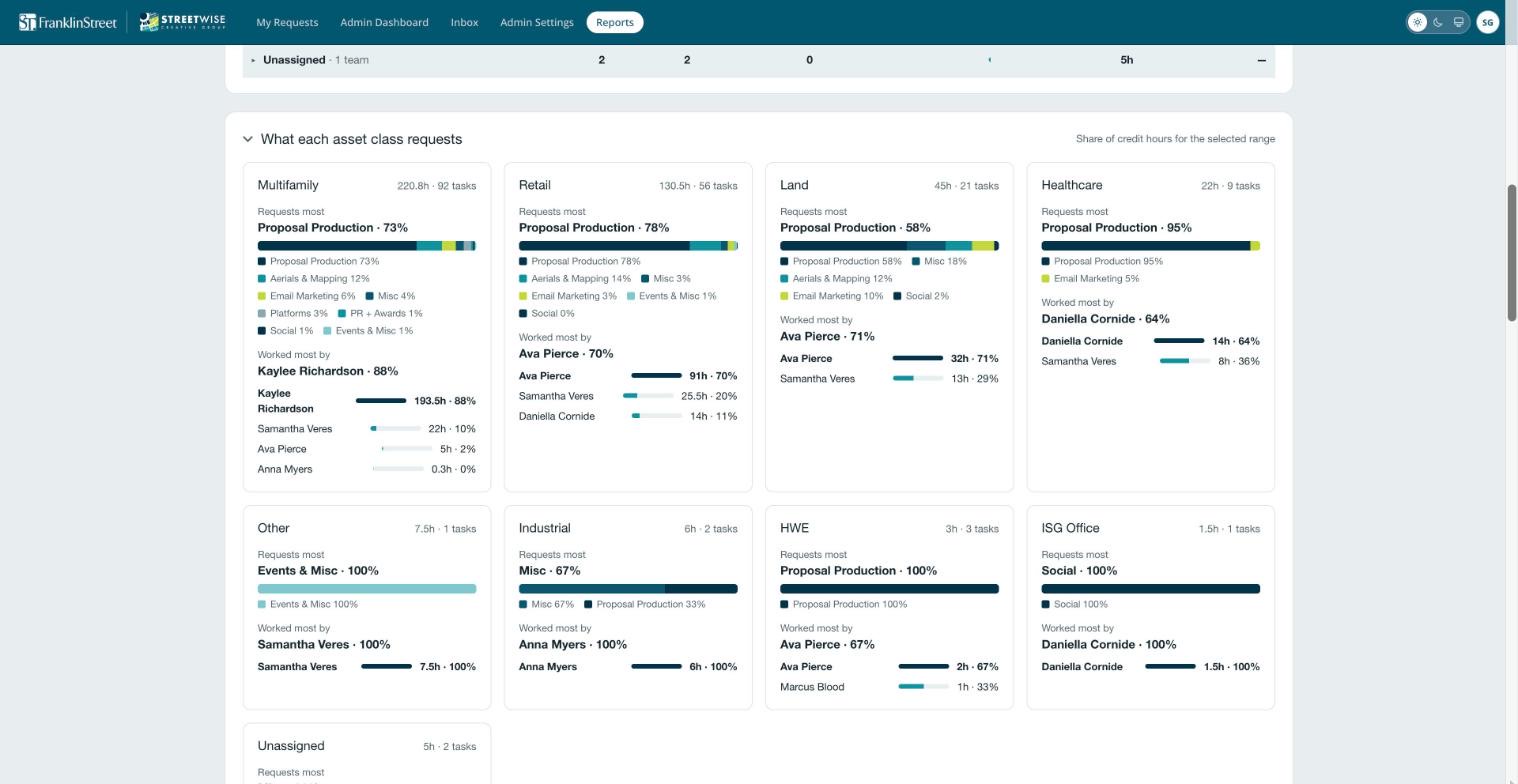 FranklinStreet
STREETWISE
CREATIVE GROUP
My Requests
Admin Dashboard
Inbox
Admin Settings
Reports
SG
Unassigned · 1 team 2 2 0 5h —
What each asset class requests
Share of credit hours for the selected range
Multifamily 220.8h · 92 tasks
Requests most
Proposal Production · 73%
Proposal Production 73%
Aerials & Mapping 12%
Email Marketing 6% Misc 4%
Platforms 3% PR + Awards 1%
Social 1% Events & Misc 1%
Worked most by
Kaylee Richardson · 88%
Kaylee
Richardson 193.5h · 88%
Samantha Veres 22h · 10%
Ava Pierce 5h · 2%
Anna Myers 0.3h · 0%
Retail 130.5h · 56 tasks
Requests most
Proposal Production · 78%
Proposal Production 78%
Aerials & Mapping 14% Misc 3%
Email Marketing 3% Events & Misc 1%
Social 0%
Worked most by
Ava Pierce · 70%
Ava Pierce 91h · 70%
Samantha Veres 25.5h · 20%
Daniella Cornide 14h · 11%
Land 45h · 21 tasks
Requests most
Proposal Production · 58%
Proposal Production 58% Misc 18%
Aerials & Mapping 12%
Email Marketing 10% Social 2%
Worked most by
Ava Pierce · 71%
Ava Pierce 32h · 71%
Samantha Veres 13h · 29%
Healthcare 22h · 9 tasks
Requests most
Proposal Production · 95%
Proposal Production 95%
Email Marketing 5%
Worked most by
Daniella Cornide · 64%
Daniella Cornide 14h · 64%
Samantha Veres 8h · 36%
Other 7.5h · 1 tasks
Requests most
Events & Misc · 100%
Events & Misc 100%
Worked most by
Samantha Veres · 100%
Samantha Veres 7.5h · 100%
Industrial 6h · 2 tasks
Requests most
Misc · 67%
Misc 67% Proposal Production 33%
Worked most by
Anna Myers · 100%
Anna Myers 6h · 100%
HWE 3h · 3 tasks
Requests most
Proposal Production · 100%
Proposal Production 100%
Worked most by
Ava Pierce · 67%
Ava Pierce 2h · 67%
Marcus Blood 1h · 33%
ISG Office 1.5h · 1 tasks
Requests most
Social · 100%
Social 100%
Worked most by
Daniella Cornide · 100%
Daniella Cornide 1.5h · 100%
Unassigned 5h · 2 tasks
Requests most